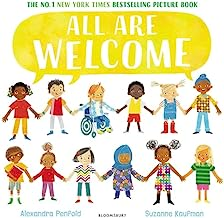 THE NO.1 NEW YORK TIMES BESTSELLING PICTURE BOOK
ALL ARE
WELCOME
Alexandra Penfold
BLOOMSBURY
Suzanne Kaufman